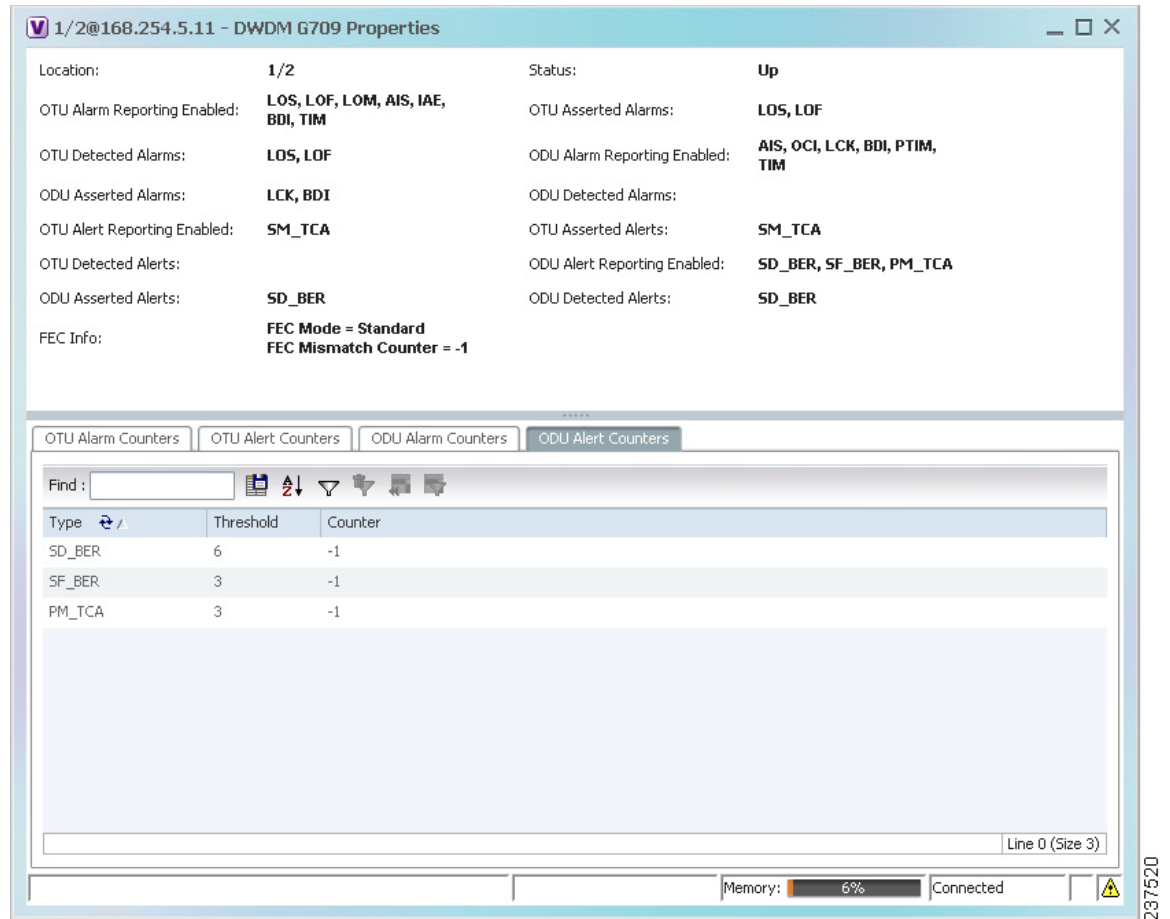 1/2@168.254.5.11 - DWDM G709 Properties
Location: 1/2 Status: Up
OTU Alarm Reporting Enabled: LOS, LOF, LOM, AIS, IAE, BDI, TIM OTU Asserted Alarms: LOS, LOF
OTU Detected Alarms: LOS, LOF ODU Alarm Reporting Enabled: AIS, OCI, LCK, BDI, PTIM, TIM
ODU Asserted Alarms: LCK, BDI ODU Detected Alarms:
OTU Alert Reporting Enabled: SM_TCA OTU Asserted Alerts: SM_TCA
OTU Detected Alerts: ODU Alert Reporting Enabled: SD_BER, SF_BER, PM_TCA
ODU Asserted Alerts: SD_BER ODU Detected Alerts: SD_BER
FEC Info: FEC Mode = Standard
FEC Mismatch Counter = -1
OTU Alarm Counters OTU Alert Counters ODU Alarm Counters ODU Alert Counters
Find :
Type Threshold Counter
SD_BER 6 -1
SF_BER 3 -1
PM_TCA 3 -1
Line 0 (Size 3)
Memory: 6% Connected
237520